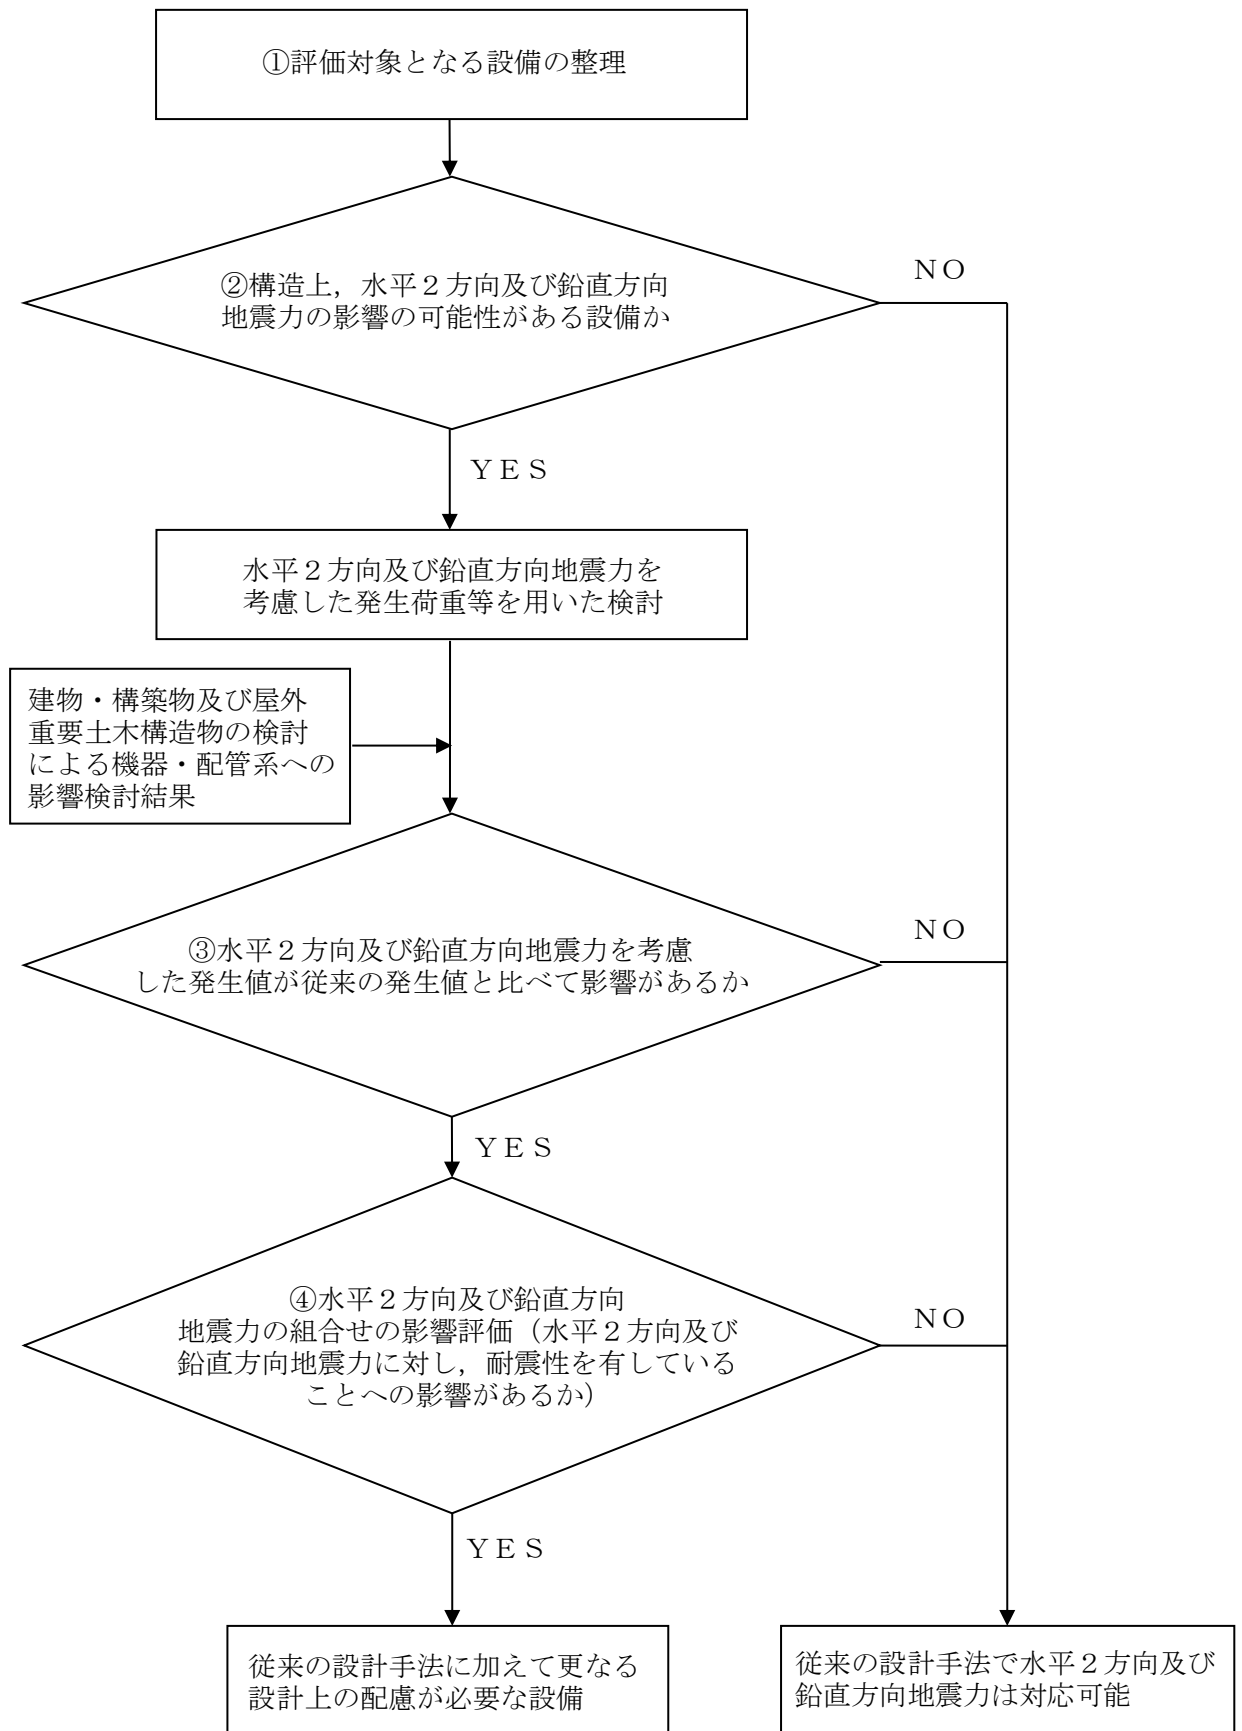 ①評価対象となる設備の整理
②構造上，水平２方向及び鉛直方向
地震力の影響の可能性がある設備か
ＮＯ
ＹＥＳ
水平２方向及び鉛直方向地震力を
考慮した発生荷重等を用いた検討
建物・構築物及び屋外
重要土木構造物の検討
による機器・配管系への
影響検討結果
③水平２方向及び鉛直方向地震力を考慮
した発生値が従来の発生値と比べて影響があるか
ＮＯ
ＹＥＳ
④水平２方向及び鉛直方向
地震力の組合せの影響評価（水平２方向及び
鉛直方向地震力に対し，耐震性を有している
ことへの影響があるか）
ＮＯ
ＹＥＳ
従来の設計手法に加えて更なる
設計上の配慮が必要な設備
従来の設計手法で水平２方向及び
鉛直方向地震力は対応可能